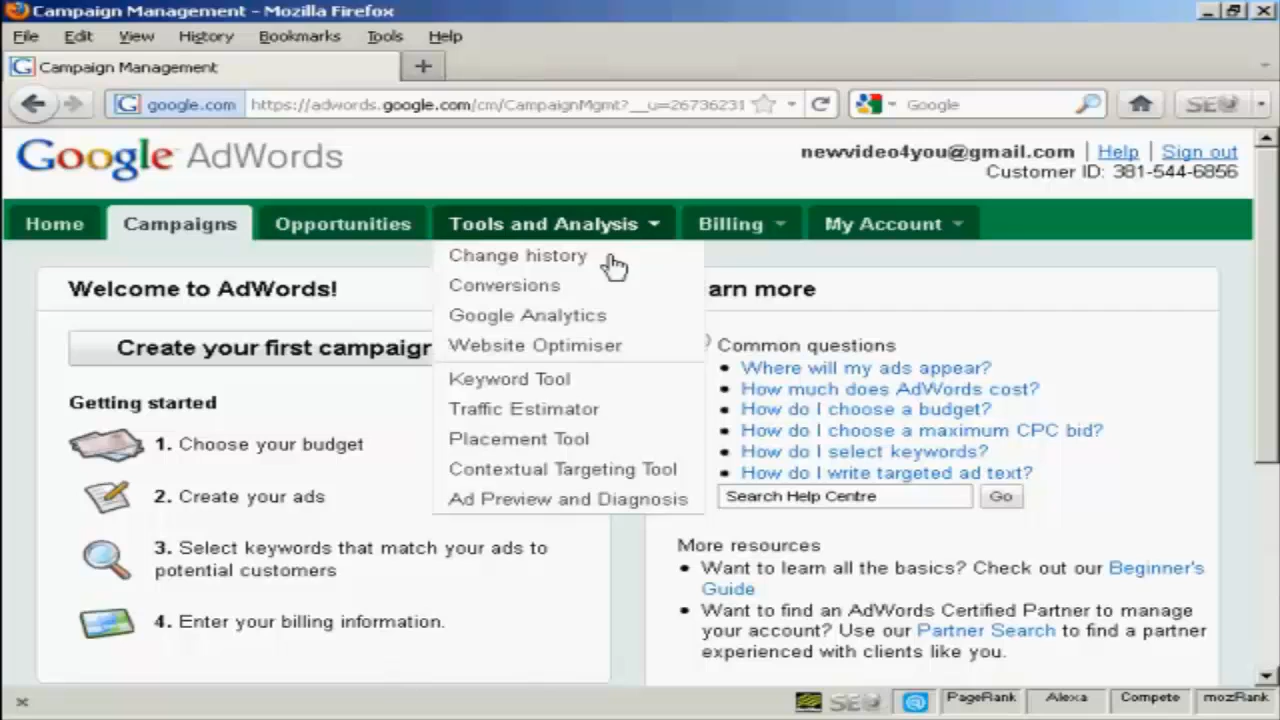 Campaign Management - Mozilla Firefox
File Edit View History Bookmarks Tools Help
Campaign Management
google.com https://adwords.google.com/cm/CampaignMgmt?__u=26736231 Google SEO
Google AdWords
newvideo4you@gmail.com | Help | Sign out
Customer ID: 381-544-6856
Home Campaigns Opportunities Tools and Analysis Billing My Account
Change history
Conversions
Google Analytics
Website Optimiser
Keyword Tool
Traffic Estimator
Placement Tool
Contextual Targeting Tool
Ad Preview and Diagnosis
Welcome to AdWords!
Create your first campaign
Getting started
1. Choose your budget
2. Create your ads
3. Select keywords that match your ads to
potential customers
4. Enter your billing information.
arn more
Common questions
Where will my ads appear?
How much does AdWords cost?
How do I choose a budget?
How do I choose a maximum CPC bid?
How do I select keywords?
How do I write targeted ad text?
Search Help Centre Go
More resources
Want to learn all the basics? Check out our Beginner's
Guide
Want to find an AdWords Certified Partner to manage
your account? Use our Partner Search to find a partner
experienced with clients like you.
SEO PageRank Alexa Compete mozRank